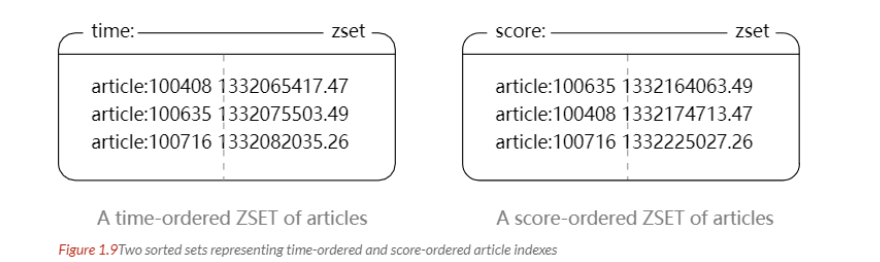 time: zset
article:100408 1332065417.47
article:100635 1332075503.49
article:100716 1332082035.26
A time-ordered ZSET of articles
score: zset
article:100635 1332164063.49
article:100408 1332174713.47
article:100716 1332225027.26
A score-ordered ZSET of articles
Figure 1.9Two sorted sets representing time-ordered and score-ordered article indexes